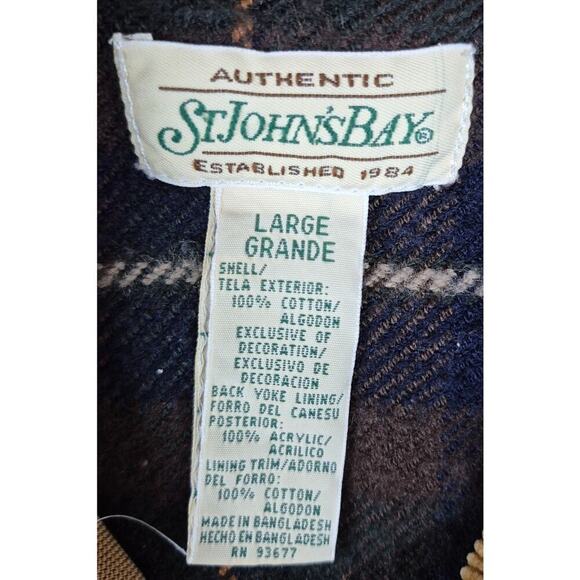 AUTHENTIC
ST JOHN'S BAY®
ESTABLISHED 1984
LARGE
GRANDE
SHELL/
TELA EXTERIOR:
100% COTTON/
ALGODON
EXCLUSIVE OF
DECORATION/
EXCLUSIVO DE
DECORACION
BACK YOKE LINING/
FORRO DEL CANESU
POSTERIOR:
100% ACRYLIC/
ACRILICO
LINING TRIM/ADORNO
DEL FORRO:
100% COTTON/
ALGODON
MADE IN BANGLADESH
HECHO EN BANGLADESH
RN 93677